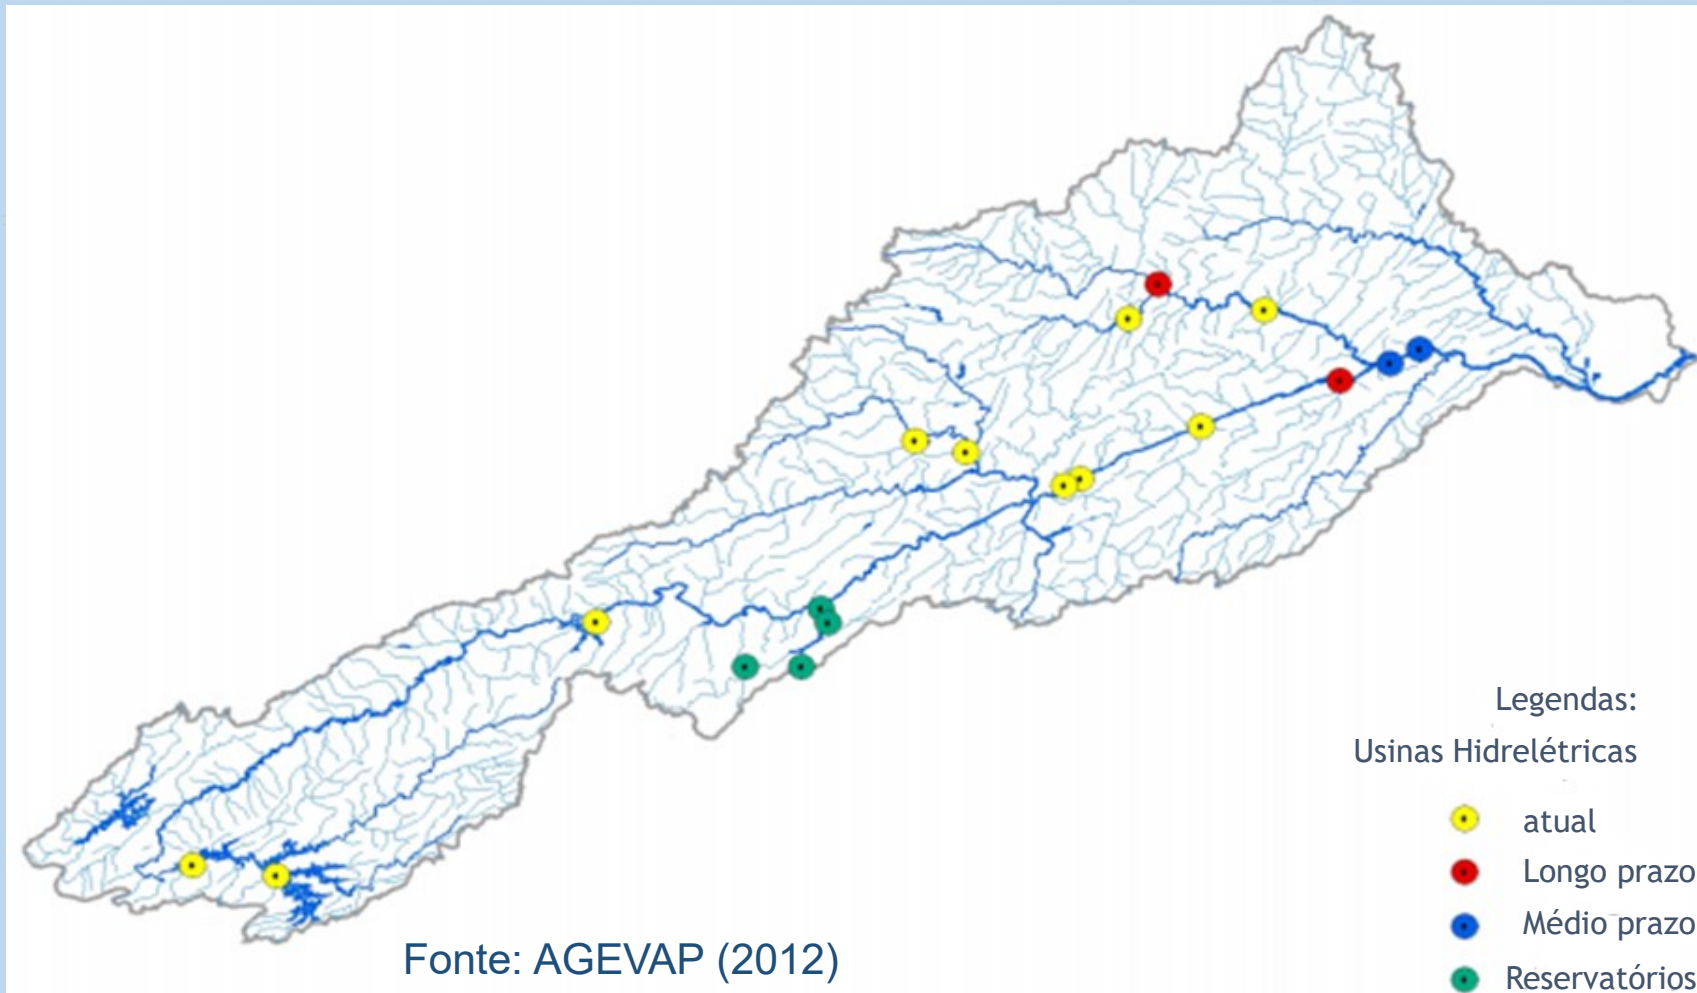 Legendas:
Usinas Hidrelétricas
atual
Longo prazo
Médio prazo
Reservatórios
Fonte: AGEVAP (2012)